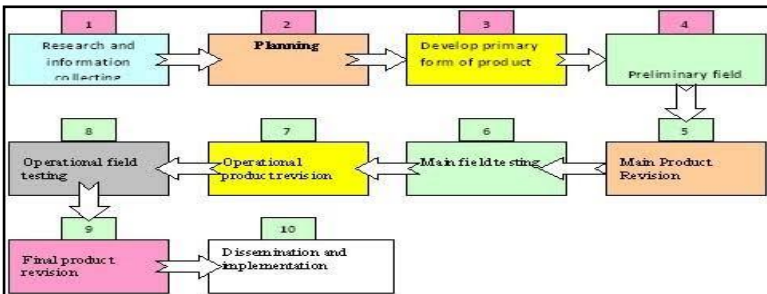 1
Research and
information
collecting
2
Planning
3
Develop primary
form of product
4
Preliminary field
5
Main Product
Revision
6
Main field testing
7
Operational
product revision
8
Operational field
testing
9
Final product
revision
10
Dissemination and
implementation